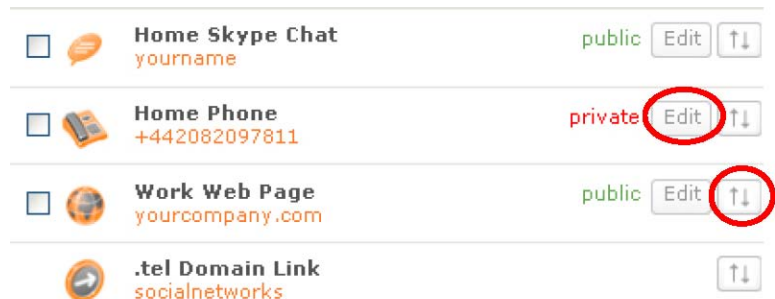 Home Skype Chat
yourname
public Edit ↑↓
Home Phone
+442082097811
private Edit ↑↓
Work Web Page
yourcompany.com
public Edit ↑↓
.tel Domain Link
socialnetworks
↑↓